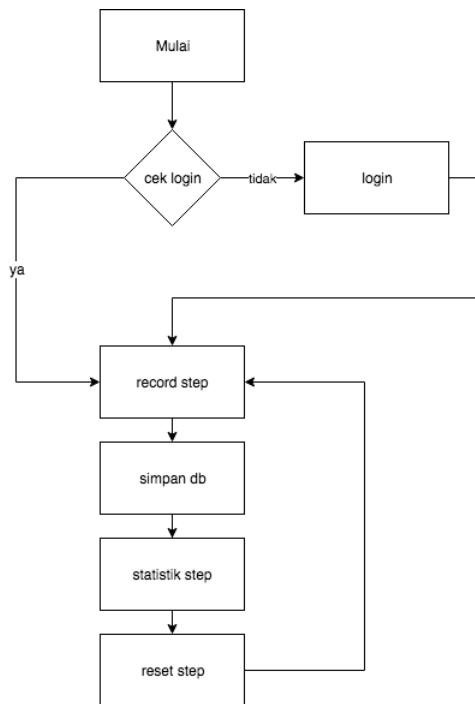 Mulai
cek login
tidak
login
ya
record step
simpan db
statistik step
reset step